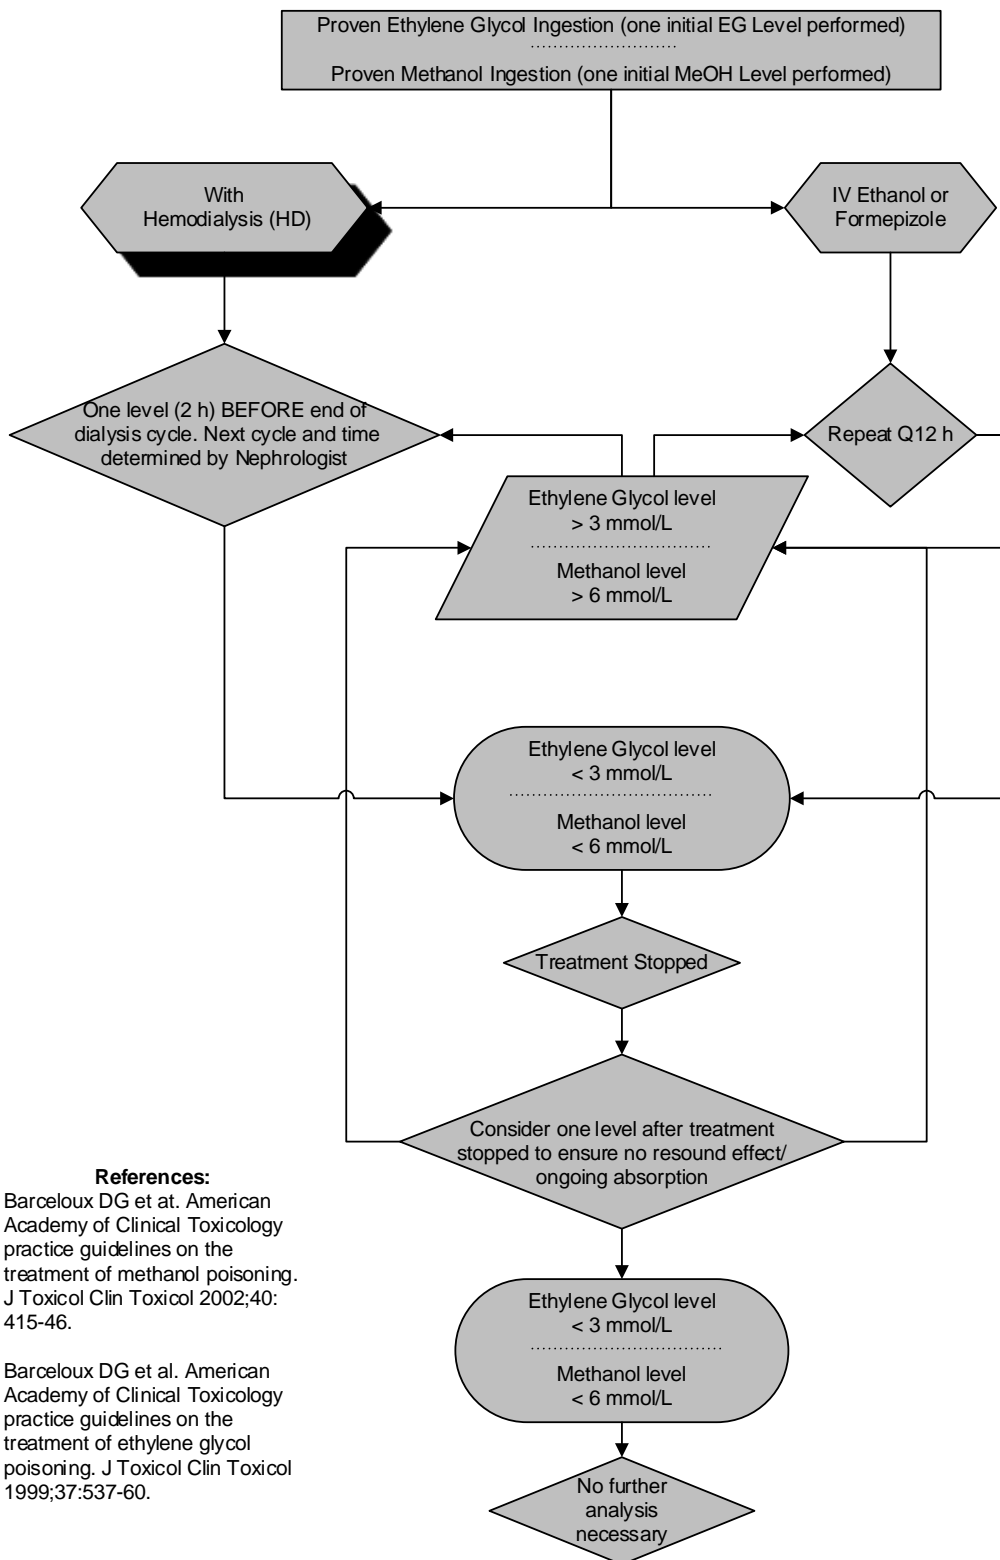 Proven Ethylene Glycol Ingestion (one initial EG Level performed)
Proven Methanol Ingestion (one initial MeOH Level performed)
With
Hemodialysis (HD)
IV Ethanol or
Formepizole
One level (2 h) BEFORE end of
dialysis cycle. Next cycle and time
determined by Nephrologist
Repeat Q12 h
Ethylene Glycol level
> 3 mmol/L
Methanol level
> 6 mmol/L
Ethylene Glycol level
< 3 mmol/L
Methanol level
< 6 mmol/L
Treatment Stopped
Consider one level after treatment
stopped to ensure no resound effect/
ongoing absorption
References:
Barceloux DG et at. American
Academy of Clinical Toxicology
practice guidelines on the
treatment of methanol poisoning.
J Toxicol Clin Toxicol 2002;40:
415-46.
Barceloux DG et al. American
Academy of Clinical Toxicology
practice guidelines on the
treatment of ethylene glycol
poisoning. J Toxicol Clin Toxicol
1999;37:537-60.
Ethylene Glycol level
< 3 mmol/L
Methanol level
< 6 mmol/L
No further
analysis
necessary